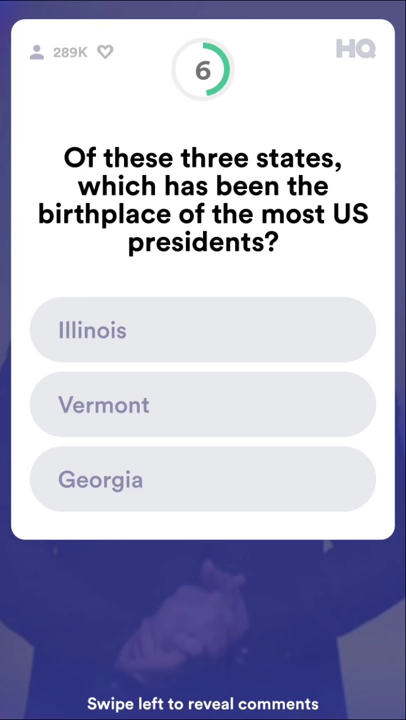 289K
HQ
6
Of these three states,
which has been the
birthplace of the most US
presidents?
Illinois
Vermont
Georgia
Swipe left to reveal comments